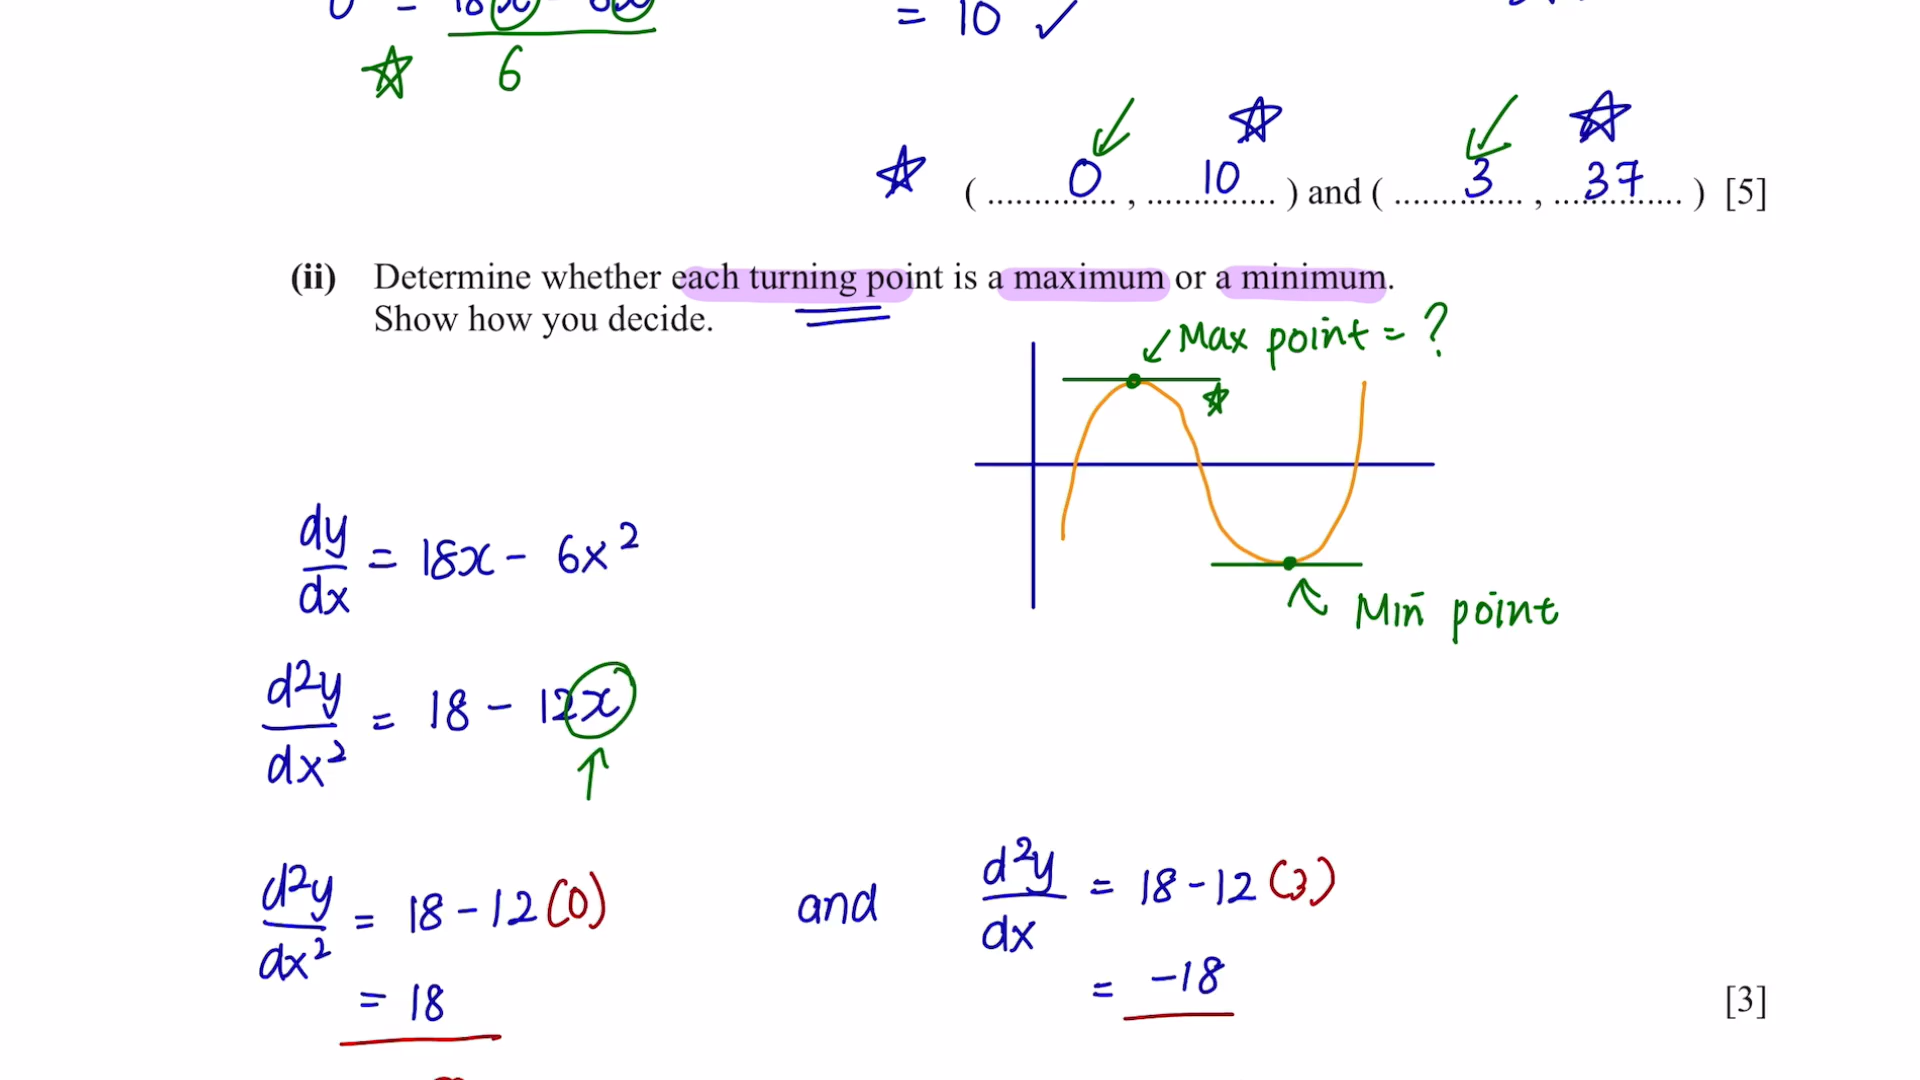 = 10 ✓
6
( .............. 0 , .............. 10 ) and ( .............. 3 , .............. 37 ) [5]
(ii) Determine whether each turning point is a maximum or a minimum.
Show how you decide.
Max point = ?
Min point
dy/dx = 18x - 6x²
d²y/dx² = 18 - 12x
d²y/dx² = 18 - 12(0) and d²y/dx = 18 - 12(3)
= 18 = -18
[3]